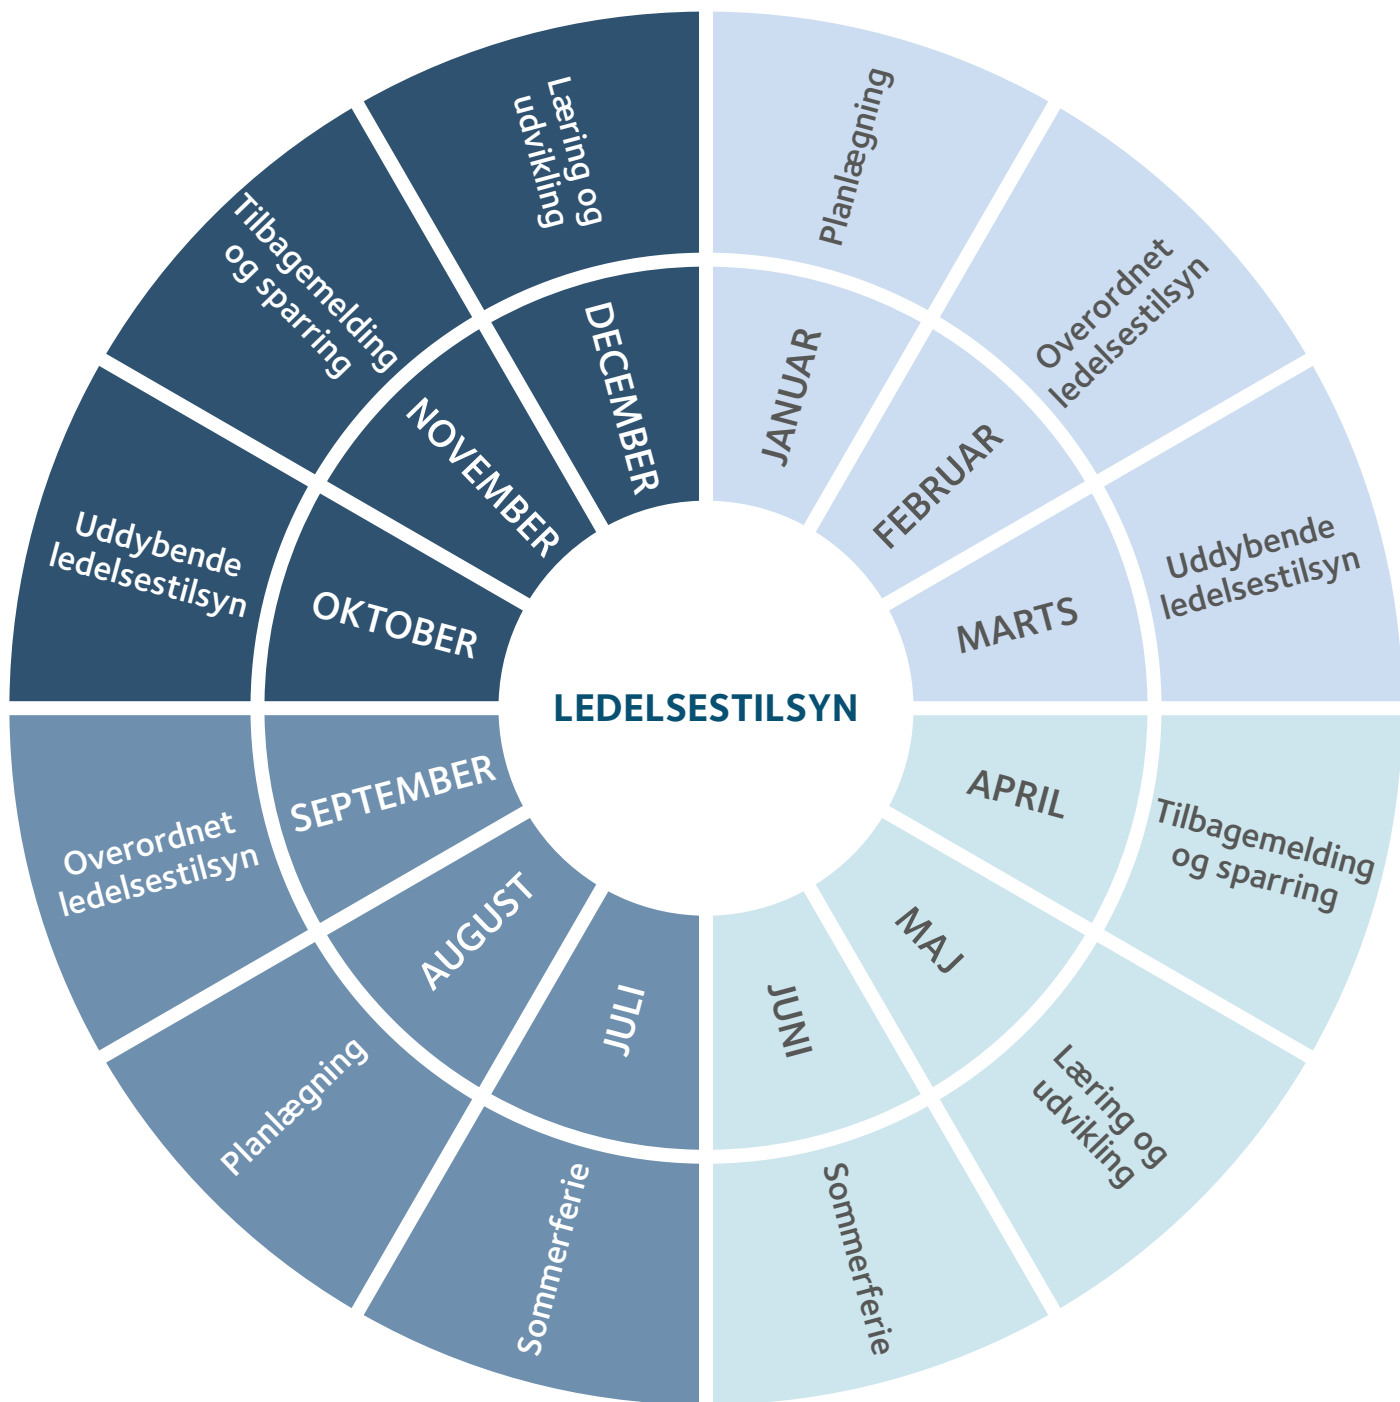 LEDELSESTILSYN
JANUAR
Planlægning
FEBRUAR
Overordnet
ledelsestilsyn
MARTS
Uddybende
ledelsestilsyn
APRIL
Tilbagemelding
og sparring
MAJ
Læring og
udvikling
JUNI
Sommerferie
JULI
Sommerferie
AUGUST
Planlægning
SEPTEMBER
Overordnet
ledelsestilsyn
OKTOBER
Uddybende
ledelsestilsyn
NOVEMBER
Tilbagemelding
og sparring
DECEMBER
Læring og
udvikling